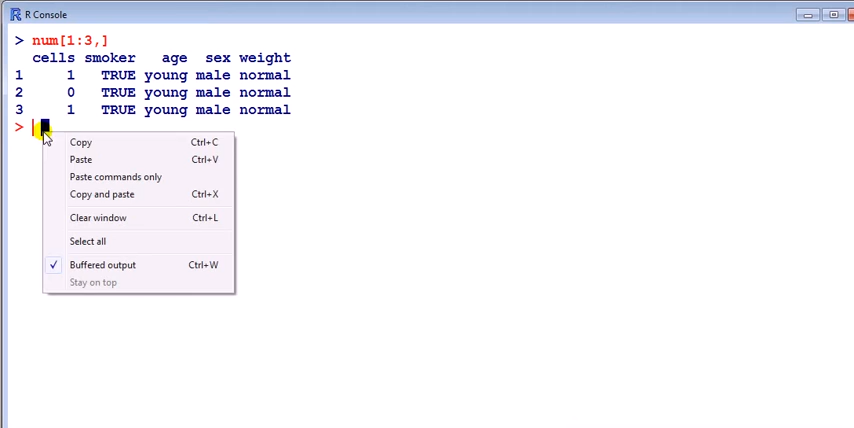 R Console
> num[1:3,]
cells smoker age sex weight
1 1 TRUE young male normal
2 0 TRUE young male normal
3 1 TRUE young male normal
>
Copy Ctrl+C
Paste Ctrl+V
Paste commands only
Copy and paste Ctrl+X
Clear window Ctrl+L
Select all
Buffered output Ctrl+W
Stay on top